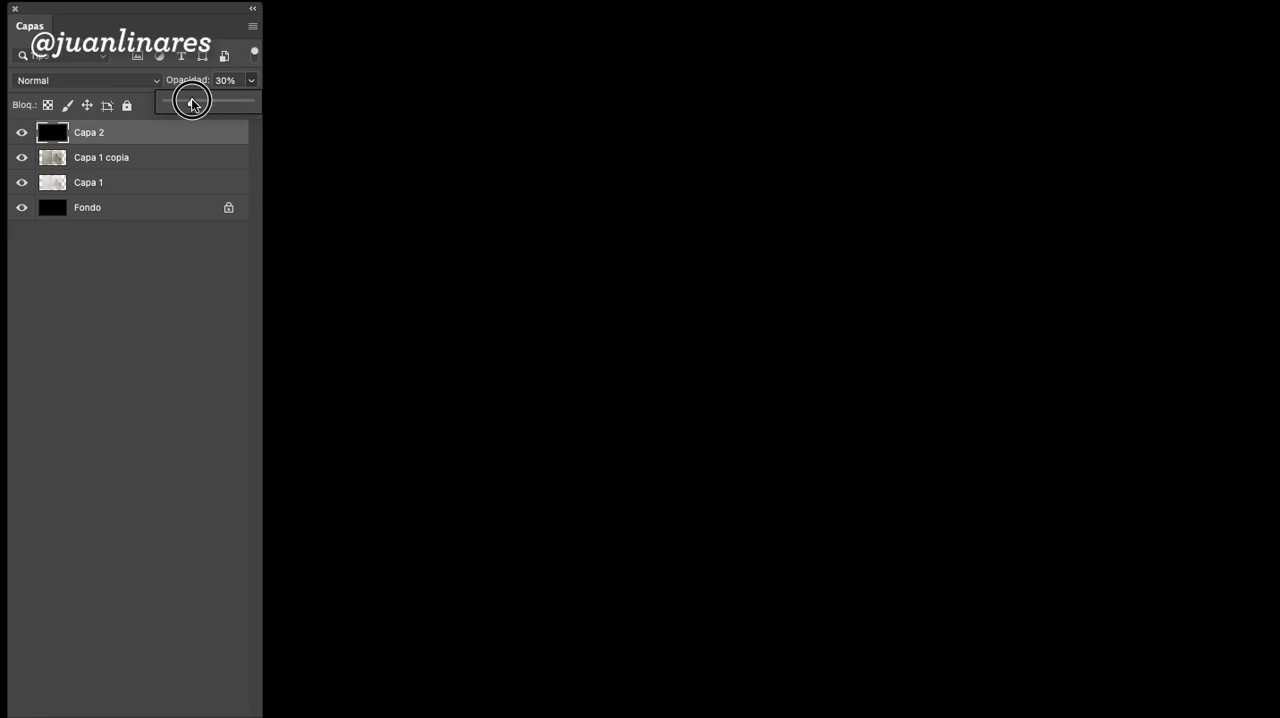 Capas
@juanlinares
Normal
Opacidad: 30%
Bloq.:
Capa 2
Capa 1 copia
Capa 1
Fondo